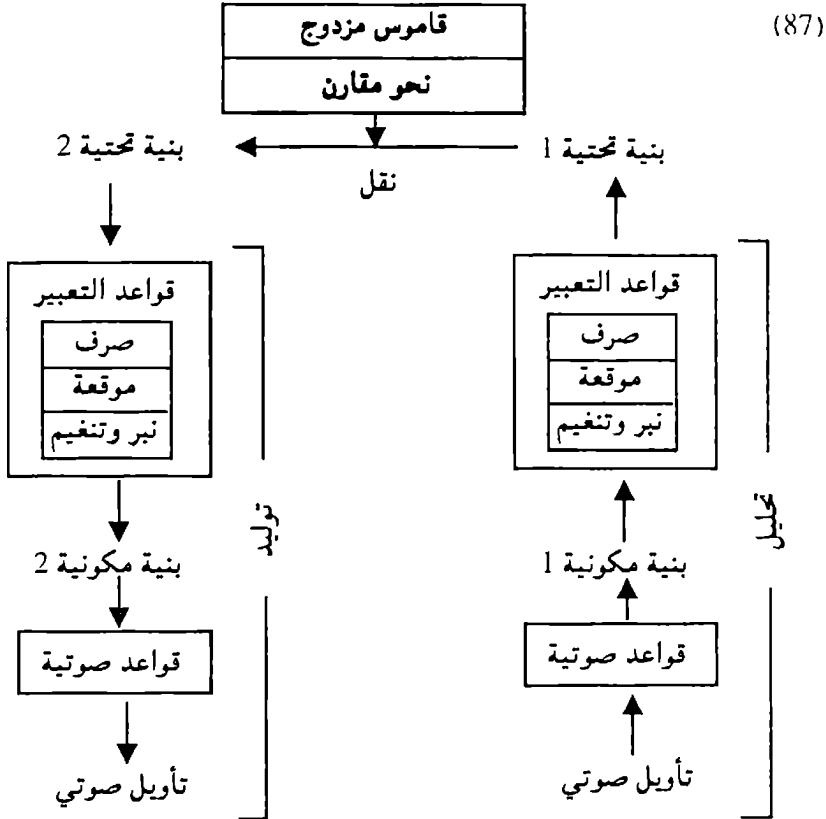 (87)
قاموس مزدوج
نحو مقارن
بنية تحتية 1
بنية تحتية 2
نقل
قواعد التعبير
صرف
موقعة
نبر وتنغيم
تحليل
بنية مكونية 1
قواعد صوتية
تأويل صوتي
قواعد التعبير
صرف
موقعة
نبر وتنغيم
توليد
بنية مكونية 2
قواعد صوتية
تأويل صوتي